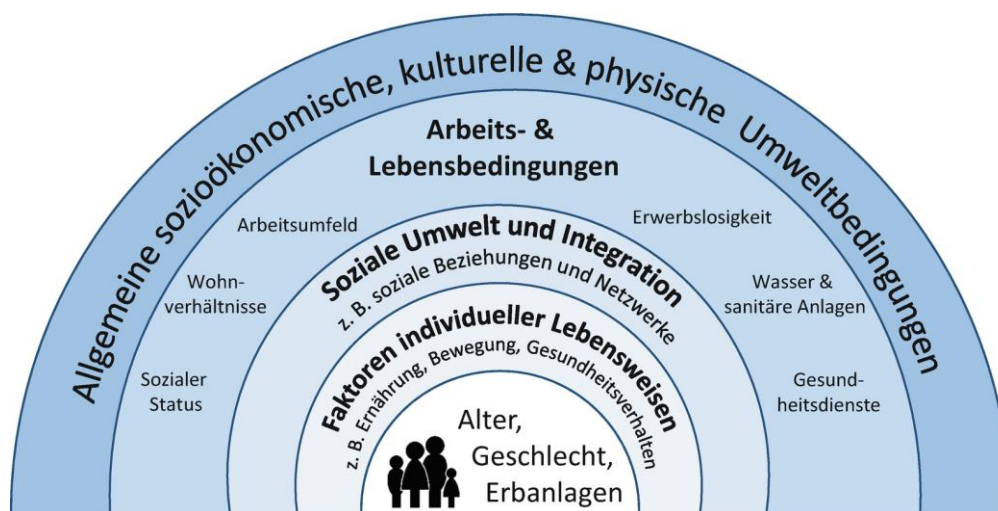 Allgemeine sozioökonomische, kulturelle & physische Umweltbedingungen
Arbeits- &
Lebensbedingungen
Arbeitsumfeld
Erwerbslosigkeit
Wohn-
verhältnisse
Wasser &
sanitäre Anlagen
Sozialer
Status
Gesund-
heitsdienste
Soziale Umwelt und Integration
z. B. soziale Beziehungen und Netzwerke
Faktoren individueller Lebensweisen
z. B. Ernährung, Bewegung, Gesundheitsverhalten
Alter,
Geschlecht,
Erbanlagen